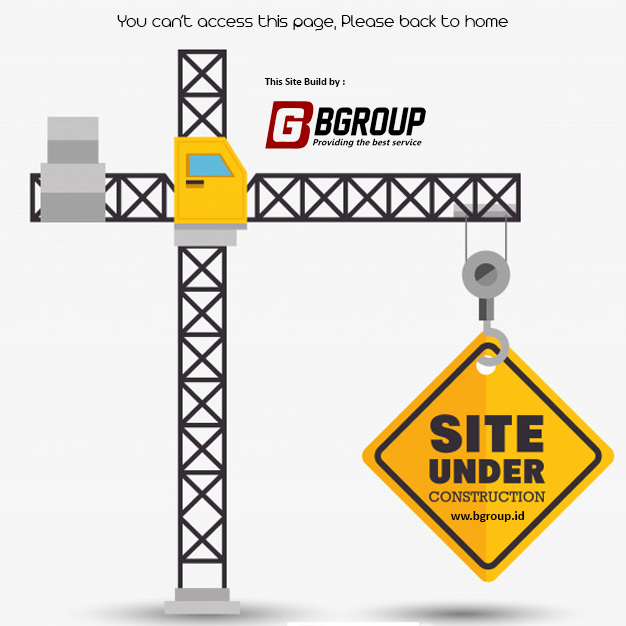 You can't access this page, Please back to home
This Site Build by :
G BGROUP
Providing the best service
SITE
UNDER
CONSTRUCTION
www.bgroup.id